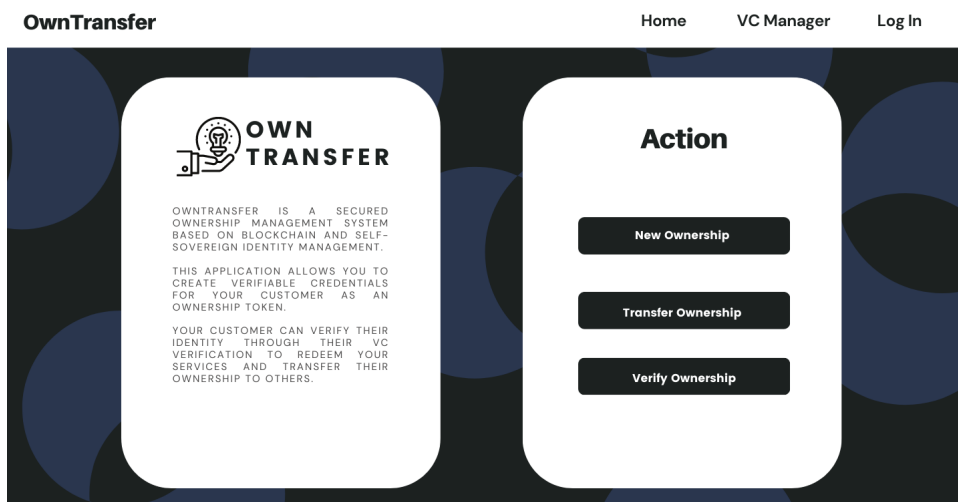 OwnTransfer
Home
VC Manager
Log In
OWN
TRANSFER
OWNTRANSFER IS A SECURED
OWNERSHIP MANAGEMENT SYSTEM
BASED ON BLOCKCHAIN AND SELF-
SOVEREIGN IDENTITY MANAGEMENT.
THIS APPLICATION ALLOWS YOU TO
CREATE VERIFIABLE CREDENTIALS
FOR YOUR CUSTOMER AS AN
OWNERSHIP TOKEN.
YOUR CUSTOMER CAN VERIFY THEIR
IDENTITY THROUGH THEIR VC
VERIFICATION TO REDEEM YOUR
SERVICES AND TRANSFER THEIR
OWNERSHIP TO OTHERS.
Action
New Ownership
Transfer Ownership
Verify Ownership